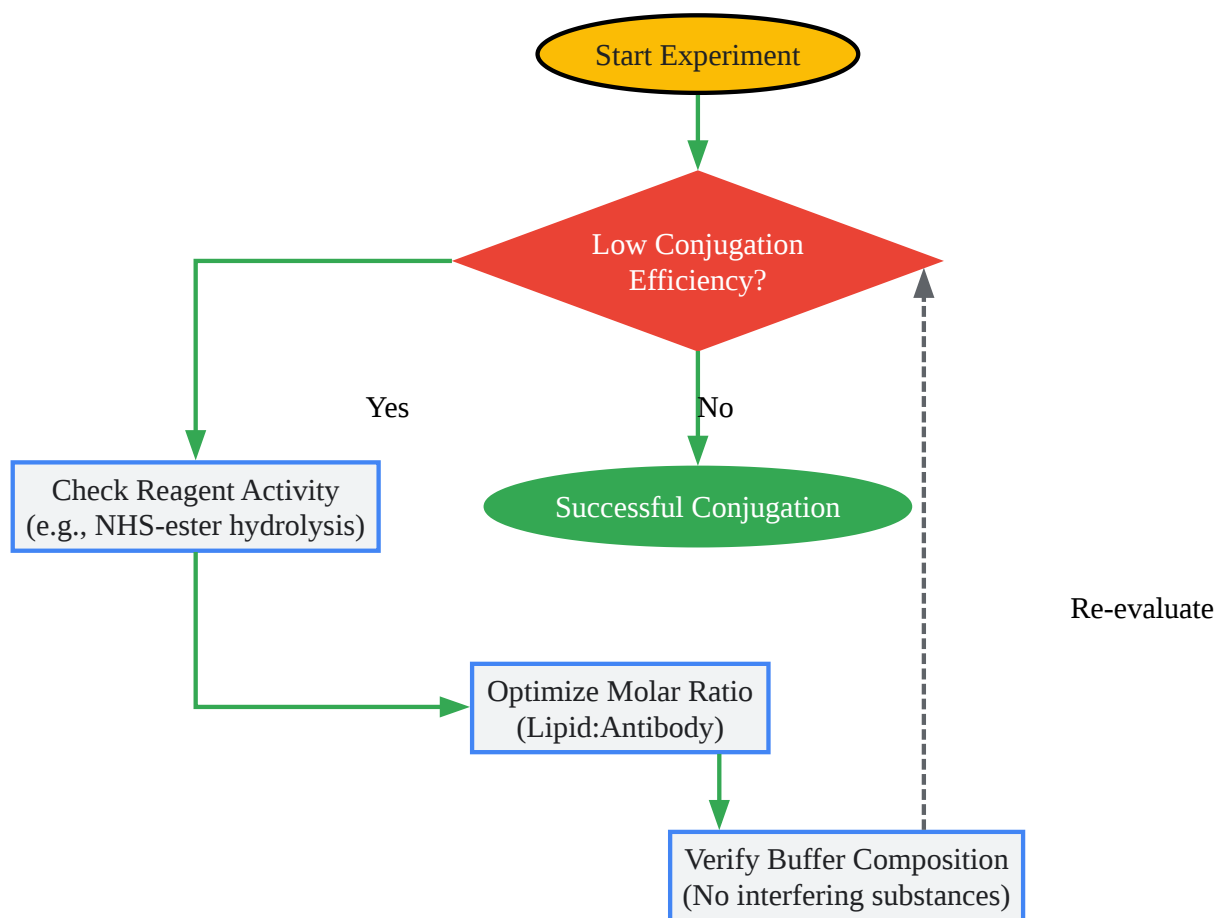 Start Experiment
Low Conjugation
Efficiency?
Yes
No
Check Reagent Activity
(e.g., NHS-ester hydrolysis)
Successful Conjugation
Re-evaluate
Optimize Molar Ratio
(Lipid:Antibody)
Verify Buffer Composition
(No interfering substances)